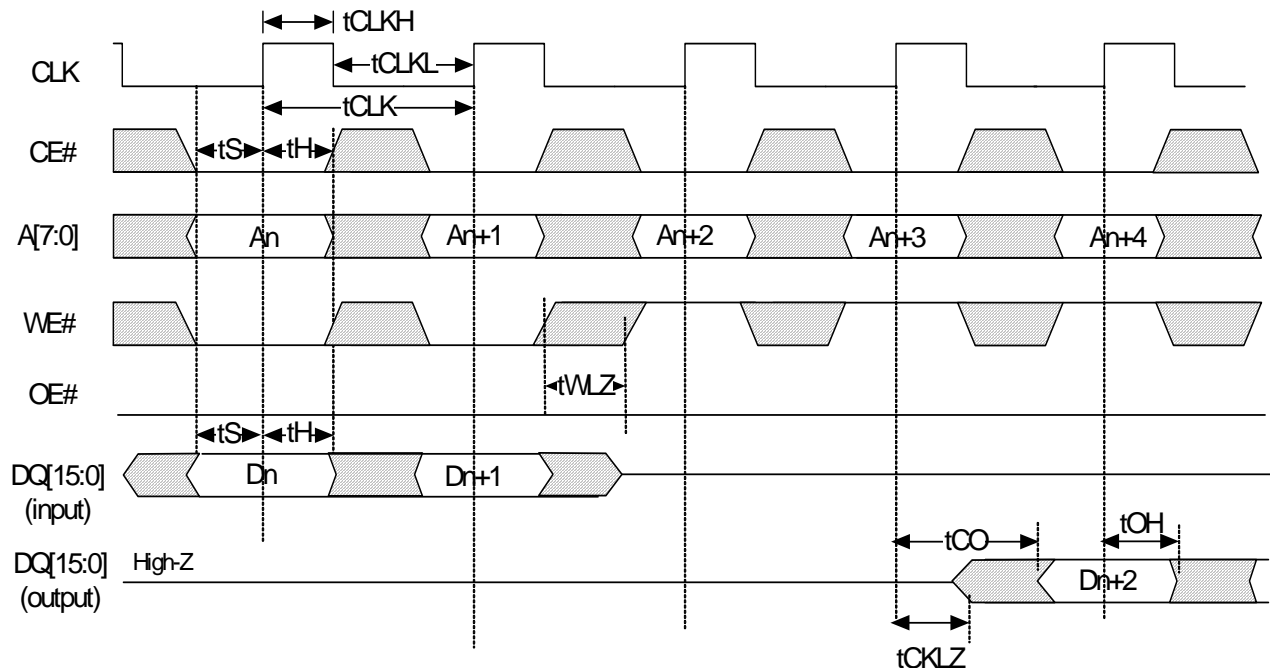 tCLKH
CLK
tCLKL
tCLK
CE#
tS
tH
A[7:0]
An
An+1
An+2
An+3
An+4
WE#
tWLZ
OE#
tS
tH
DQ[15:0]
(input)
Dn
Dn+1
tCO
tOH
DQ[15:0]
(output)
High-Z
Dn+2
tCKLZ